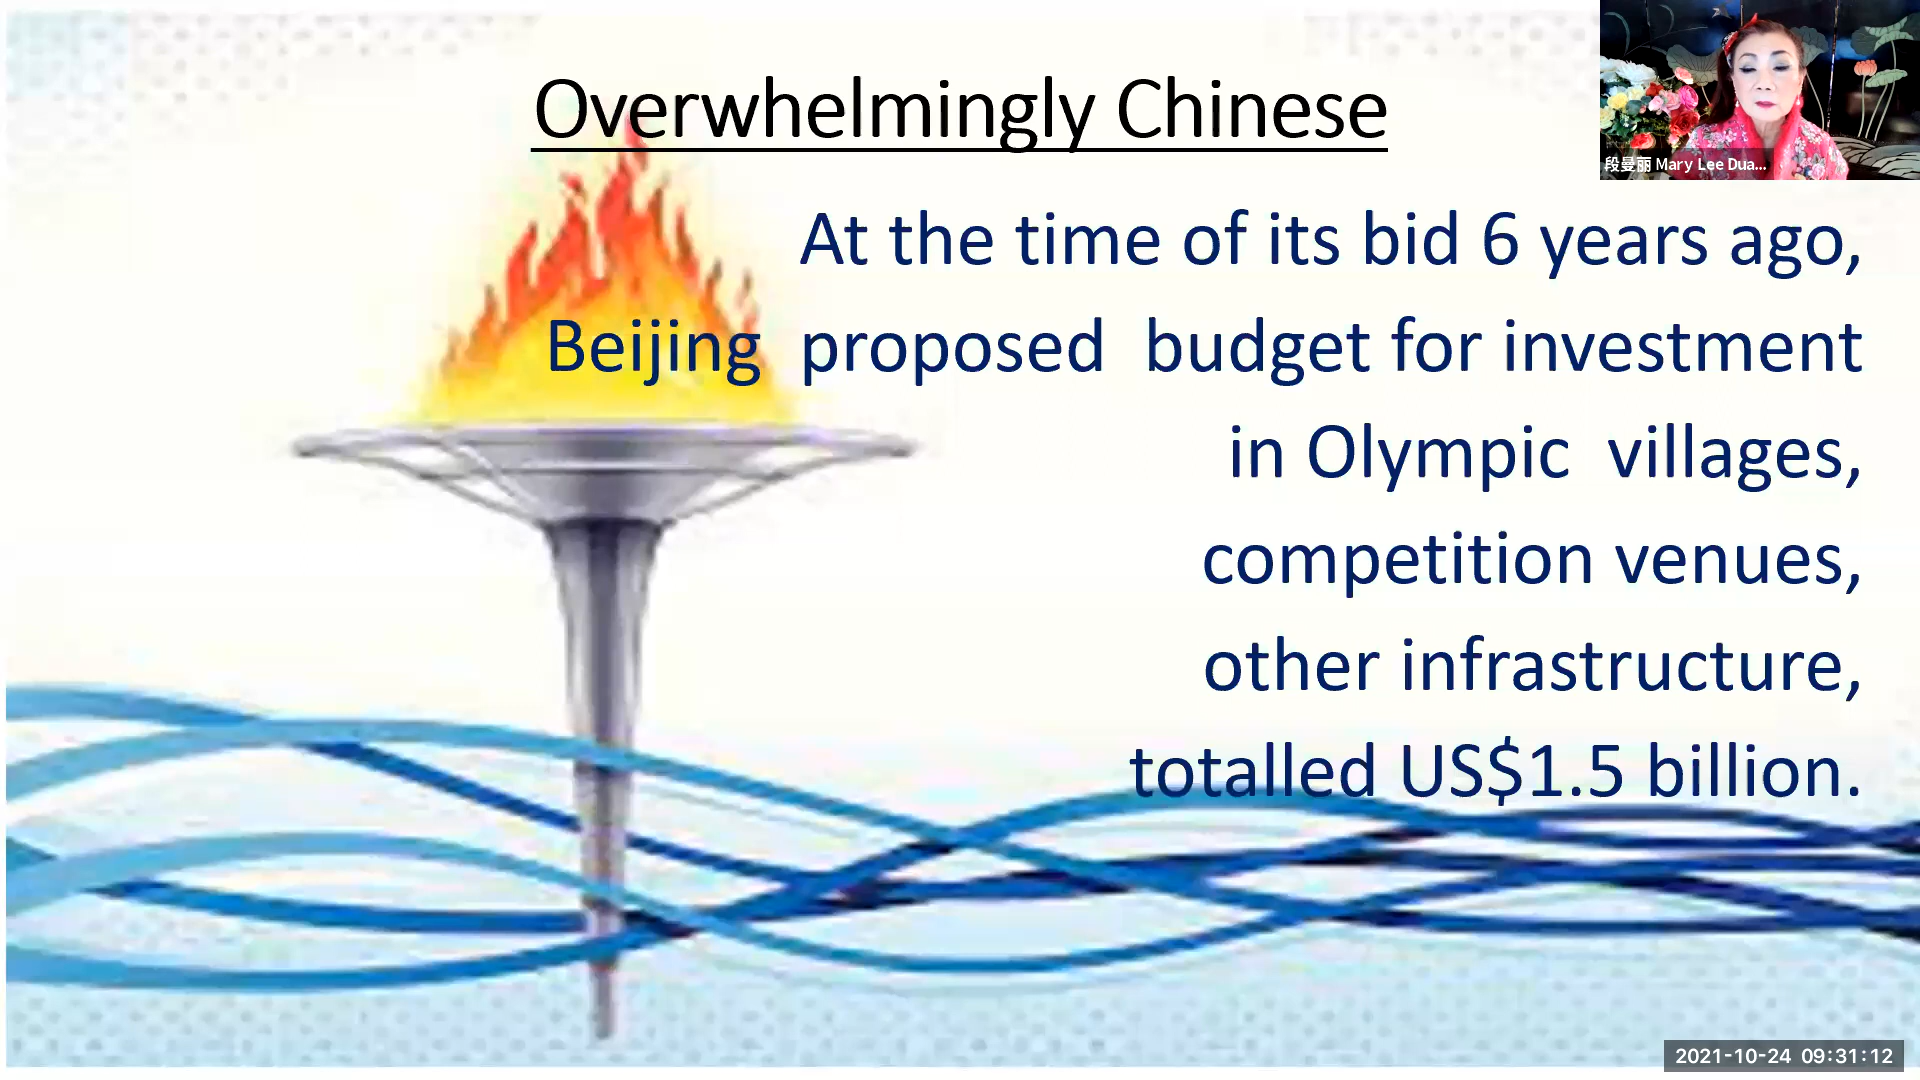 Overwhelmingly Chinese
段曼丽 Mary Lee Dua...
At the time of its bid 6 years ago,
Beijing proposed budget for investment
in Olympic villages,
competition venues,
other infrastructure,
totalled US$1.5 billion.
2021-10-24 09:31:12